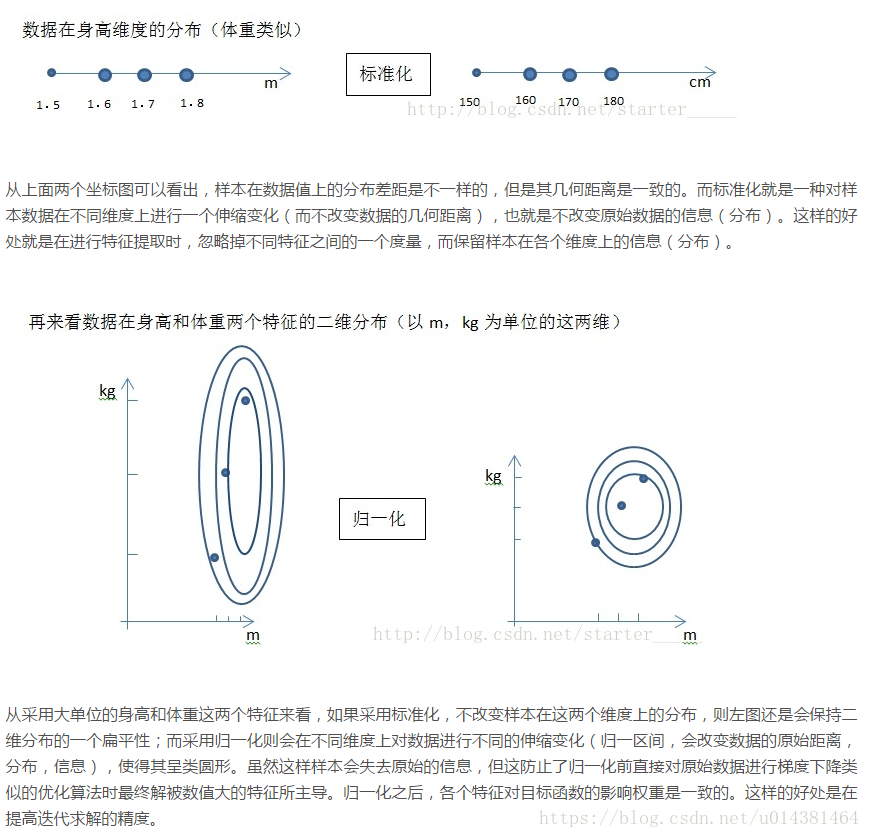 数据在身高维度的分布（体重类似）
标准化
m
cm
1.5 1.6 1.7 1.8
150 160 170 180
http://blog.csdn.net/starter_____
从上面两个坐标图可以看出，样本在数据值上的分布差距是不一样的，但是其几何距离是一致的。而标准化就是一种对样
本数据在不同维度上进行一个伸缩变化（而不改变数据的几何距离），也就是不改变原始数据的信息（分布）。这样的好
处就是在进行特征提取时，忽略掉不同特征之间的一个度量，而保留样本在各个维度上的信息（分布）。
再来看数据在身高和体重两个特征的二维分布（以 m，kg 为单位的这两维）
kg
kg
归一化
m
http://blog.csdn.net/starter_____
m
从采用大单位的身高和体重这两个特征来看，如果采用标准化，不改变样本在这两个维度上的分布，则左图还是会保持二
维分布的一个扁平性；而采用归一化则会在不同维度上对数据进行不同的伸缩变化（归一区间，会改变数据的原始距离，
分布，信息），使得其呈类圆形。虽然这样样本会失去原始的信息，但这防止了归一化前直接对原始数据进行梯度下降类
似的优化算法时最终解被数值大的特征所主导。归一化之后，各个特征对目标函数的影响权重是一致的。这样的好处是在
提高迭代求解的精度。
https://blog.csdn.net/u014381464